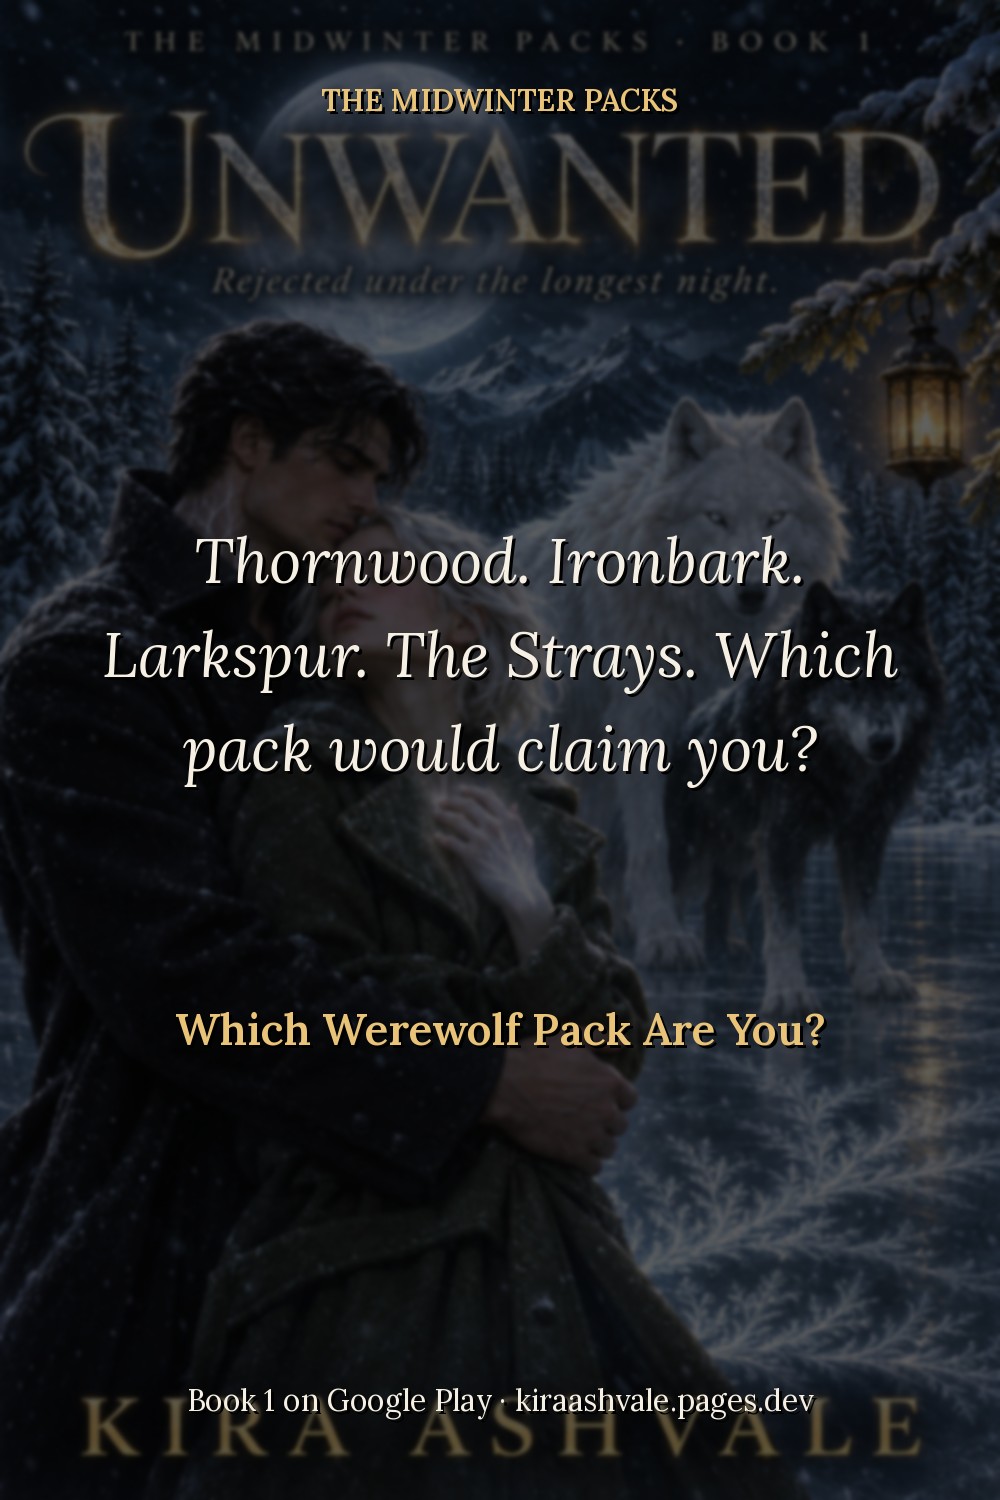 THE MIDWINTER PACKS · BOOK 1
THE MIDWINTER PACKS
UNWANTED
Rejected under the longest night.
Thornwood. Ironbark.
Larkspur. The Strays. Which
pack would claim you?
Which Werewolf Pack Are You?
Book 1 on Google Play · kiraashvale.pages.dev
KIRA ASHVALE